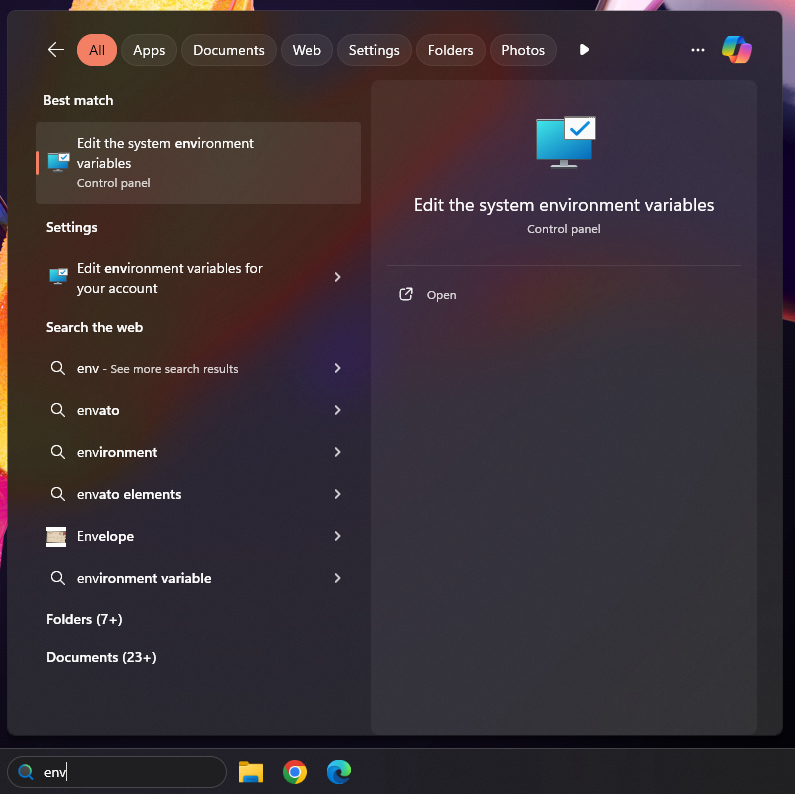 All Apps Documents Web Settings Folders Photos
Best match
Edit the system environment
variables
Control panel
Settings
Edit environment variables for
your account
Search the web
env - See more search results
envato
environment
envato elements
Envelope
environment variable
Folders (7+)
Documents (23+)
Edit the system environment variables
Control panel
Open
env